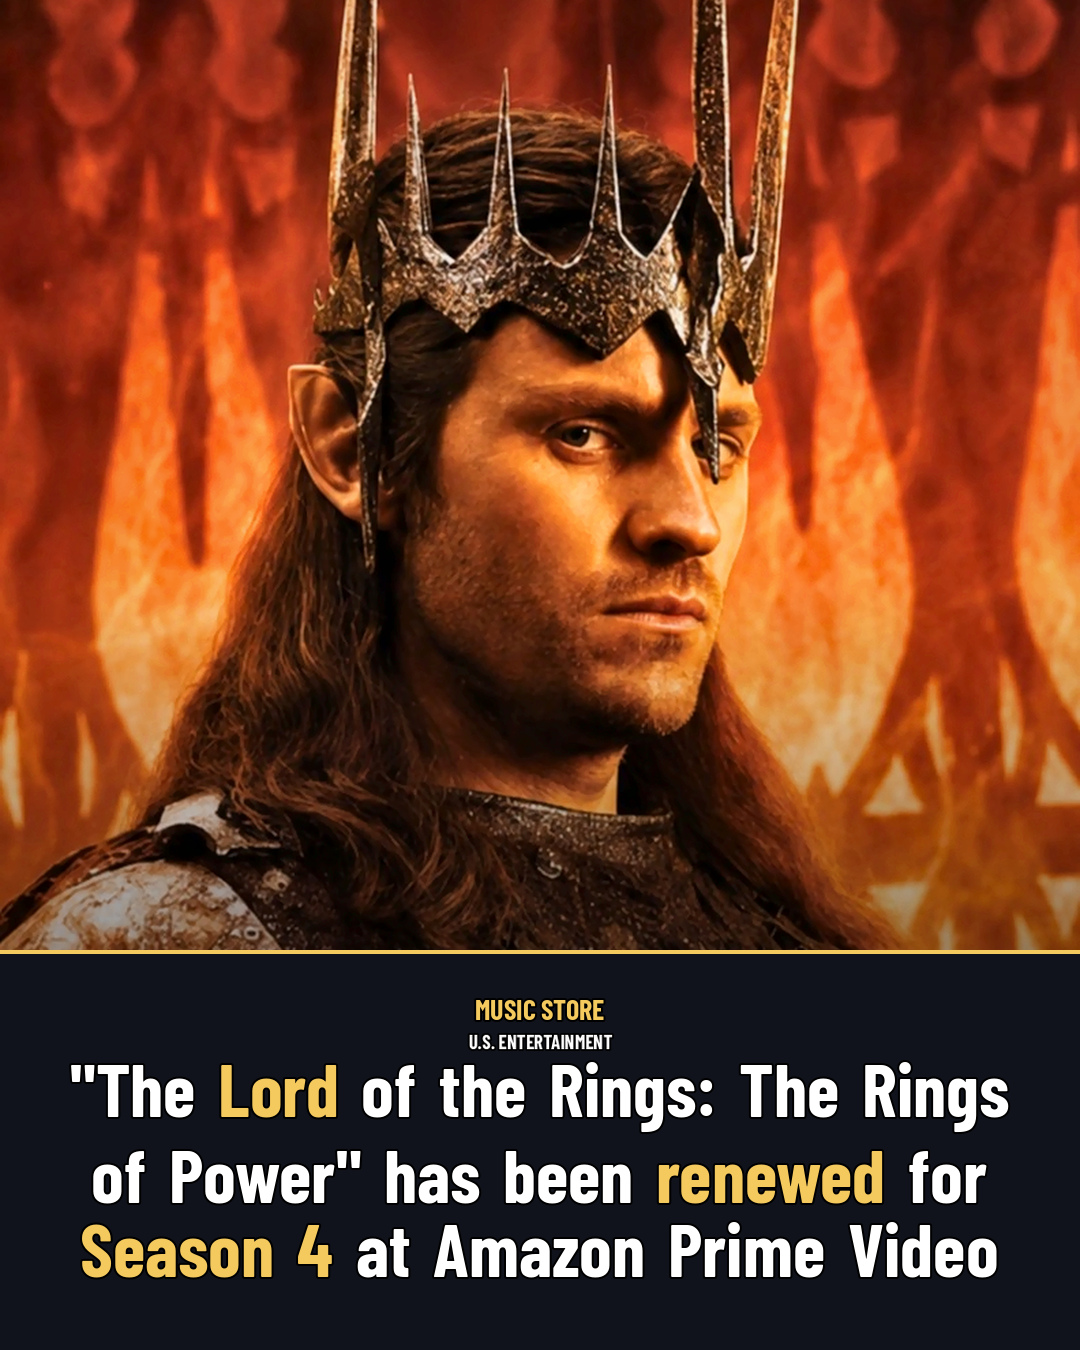 MUSIC STORE
U.S. ENTERTAINMENT
"The Lord of the Rings: The Rings
of Power" has been renewed for
Season 4 at Amazon Prime Video